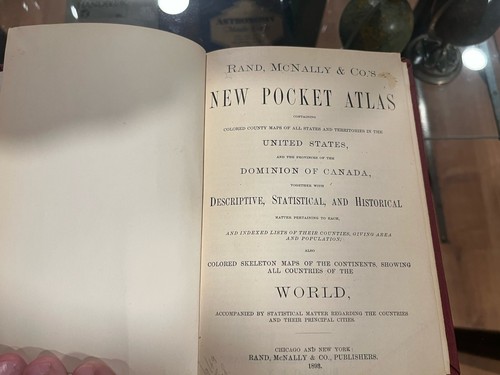 ASTRONOMY
RAND, MCNALLY & CO.'S
NEW POCKET ATLAS
CONTAINING
COLORED COUNTY MAPS OF ALL STATES AND TERRITORIES IN THE
UNITED STATES,
AND THE PROVINCES OF THE
DOMINION OF CANADA,
TOGETHER WITH
DESCRIPTIVE, STATISTICAL, AND HISTORICAL
MATTER PERTAINING TO EACH,
AND INDEXED LISTS OF THEIR COUNTIES, GIVING AREA
AND POPULATION:
ALSO
COLORED SKELETON MAPS OF THE CONTINENTS, SHOWING
ALL COUNTRIES OF THE
WORLD,
ACCOMPANIED BY STATISTICAL MATTER REGARDING THE COUNTRIES
AND THEIR PRINCIPAL CITIES.
CHICAGO AND NEW YORK:
RAND, MCNALLY & CO., PUBLISHERS.
1893.